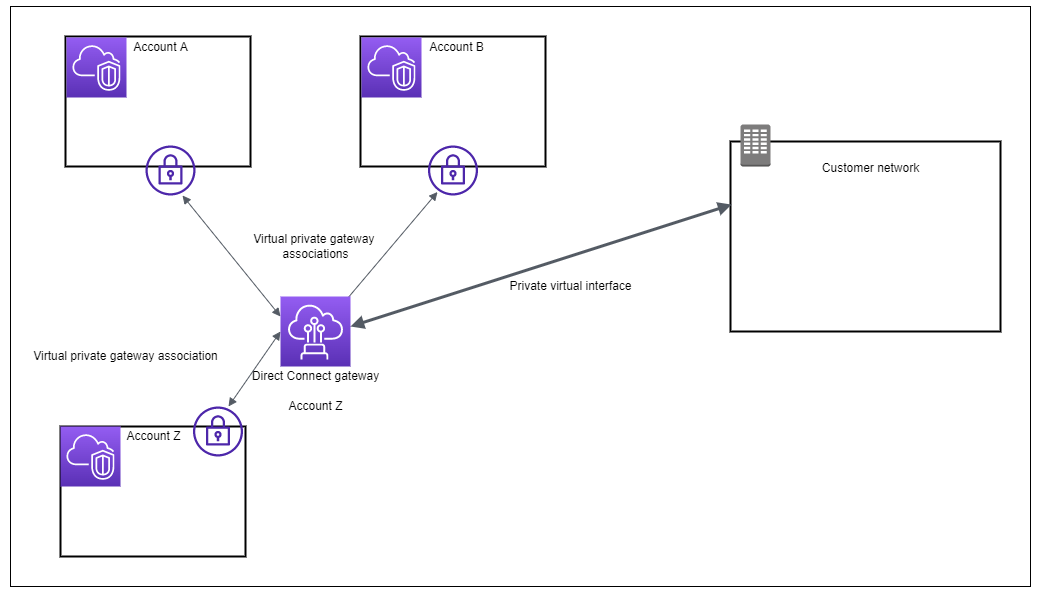 Account A
Account B
Customer network
Virtual private gateway
associations
Private virtual interface
Virtual private gateway association
Direct Connect gateway
Account Z
Account Z